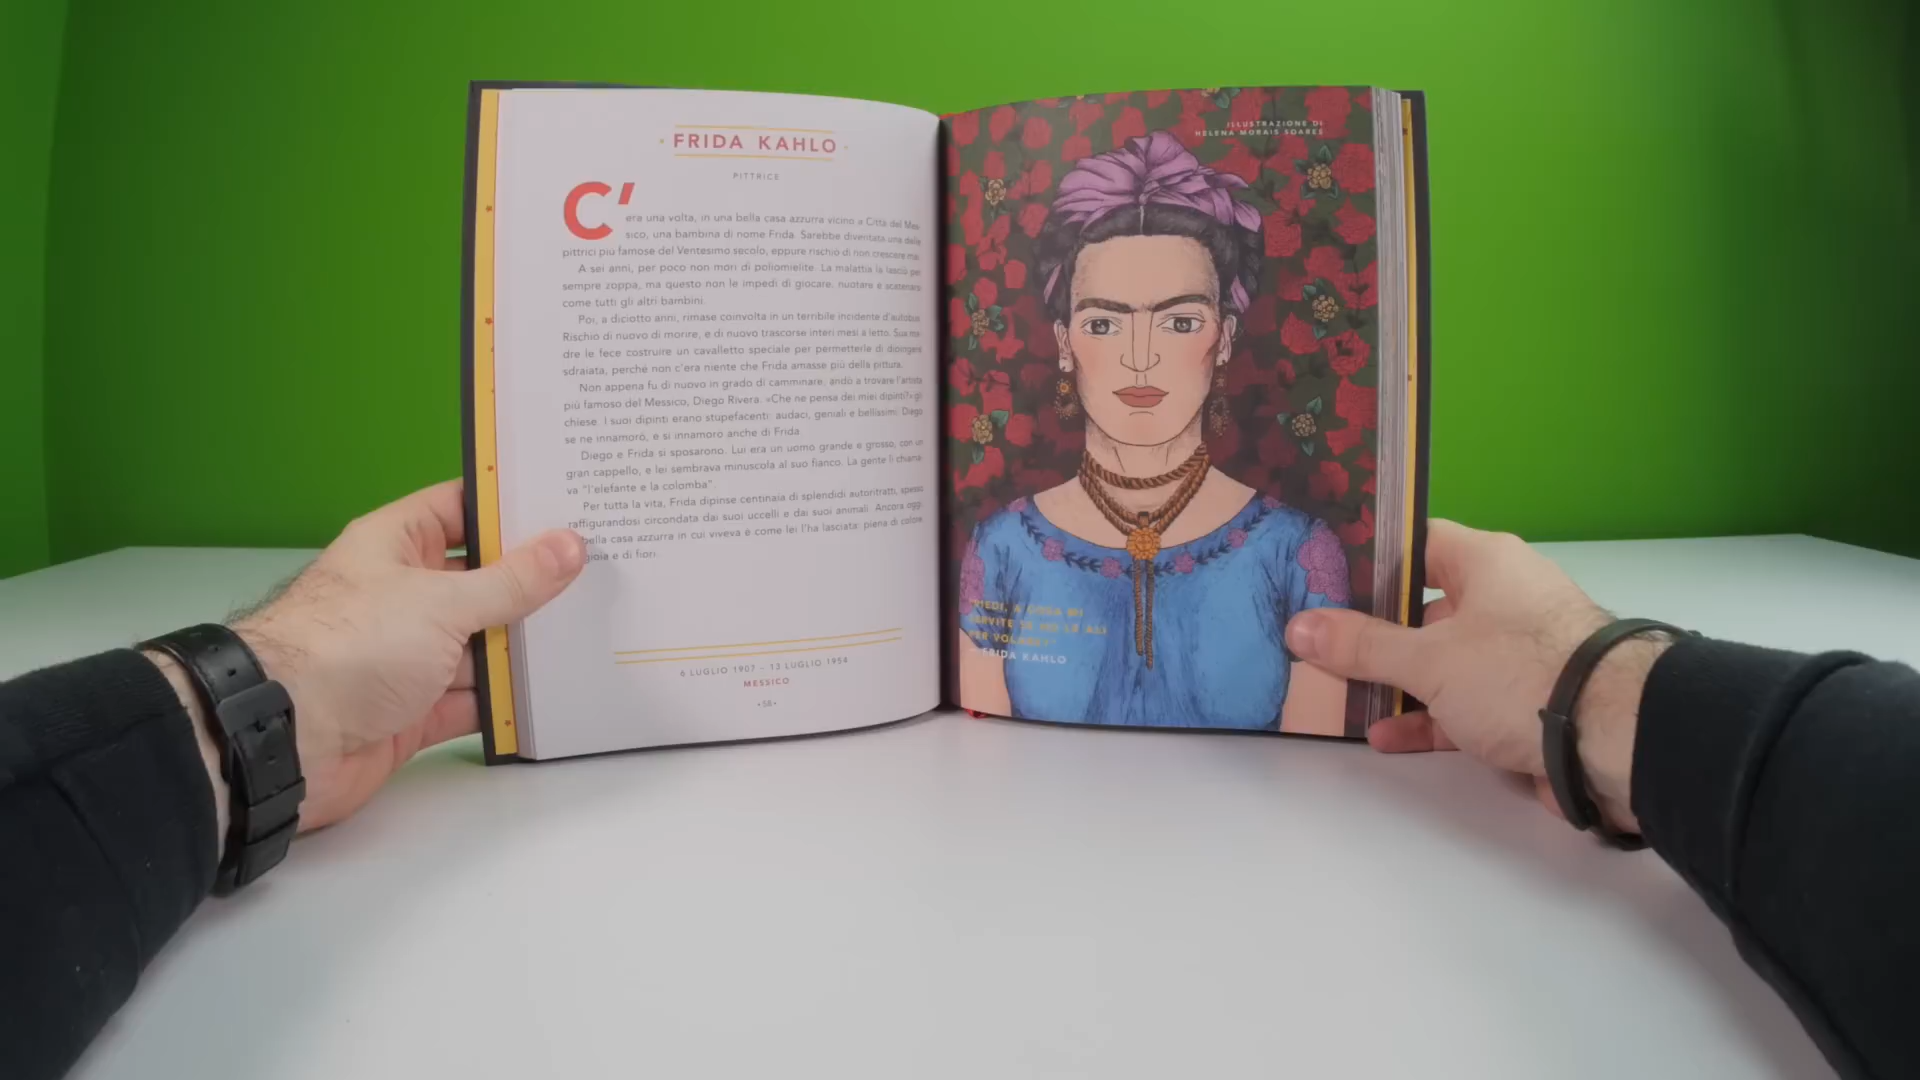 FRIDA KAHLO
PITTRICE
C'era una volta, in una bella casa azzurra vicino a Città del Mes-
sico, una bambina di nome Frida. Sarebbe diventata una delle
pittrici più famose del Ventesimo secolo, eppure rischiò di non crescere mai.
A sei anni, per poco non morì di poliomielite. La malattia la lasciò per
sempre zoppa, ma questo non le impedì di giocare, nuotare e scatenarsi
come tutti gli altri bambini.
Poi, a diciotto anni, rimase coinvolta in un terribile incidente d'autobus.
Rischiò di nuovo di morire, e di nuovo trascorse interi mesi a letto. Sua ma-
dre le fece costruire un cavalletto speciale per permetterle di dipingere
sdraiata, perché non c'era niente che Frida amasse più della pittura.
Non appena fu di nuovo in grado di camminare, andò a trovare l'artista
più famoso del Messico, Diego Rivera. «Che ne pensa dei miei dipinti?» gli
chiese. I suoi dipinti erano stupefacenti: audaci, geniali e bellissimi. Diego
se ne innamorò, e si innamorò anche di Frida.
Diego e Frida si sposarono. Lui era un uomo grande e grosso, con un
gran cappello, e lei sembrava minuscola al suo fianco. La gente li chiama-
va "l'elefante e la colomba".
Per tutta la vita, Frida dipinse centinaia di splendidi autoritratti, spesso
raffigurandosi circondata dai suoi uccelli e dai suoi animali. Ancora oggi,
bella casa azzurra in cui viveva è come lei l'ha lasciata: piena di colore
gioia e di fiori.
6 LUGLIO 1907 – 13 LUGLIO 1954
MESSICO
•58•
ILLUSTRAZIONE DI
HELENA MORAIS SOARES
"PIEDI, A COSA MI
SERVITE SE HO LE ALI
PER VOLARE?"
— FRIDA KAHLO